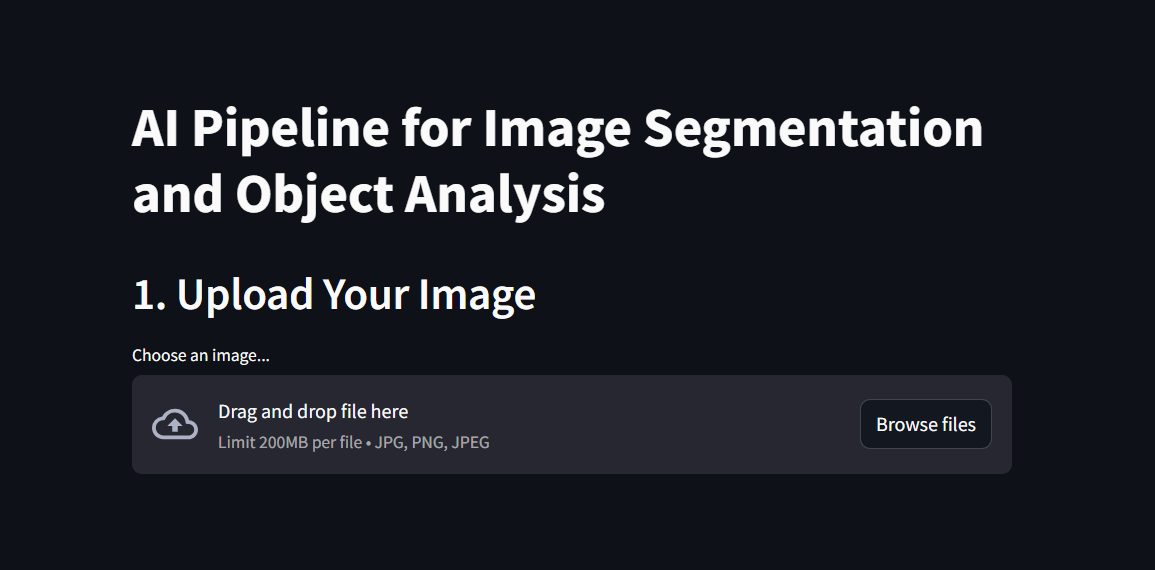 AI Pipeline for Image Segmentation
and Object Analysis
1. Upload Your Image
Choose an image...
Drag and drop file here
Limit 200MB per file • JPG, PNG, JPEG
Browse files